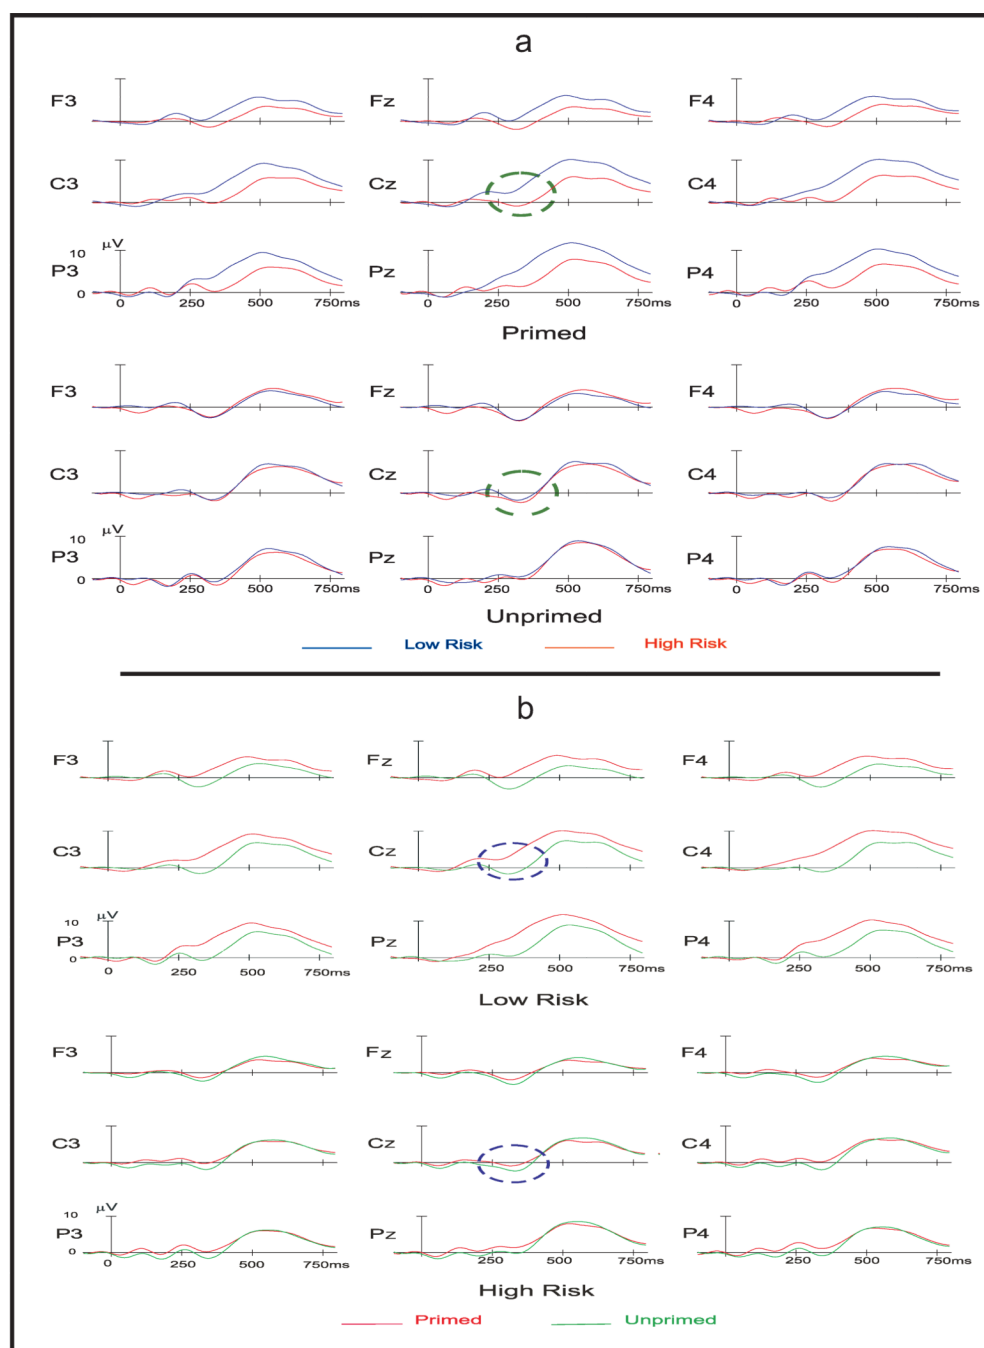 a
F3 Fz F4
C3 Cz C4
μV
10
P3 Pz P4
0
0 250 500 750ms 250 500 750ms 0 250 500 750ms
Primed
F3 Fz F4
C3 Cz C4
μV
10
P3 Pz P4
0
0 250 500 750ms 250 500 750ms 0 250 500 750ms
Unprimed
Low Risk High Risk
b
F3 Fz F4
C3 Cz C4
μV
10
P3 Pz P4
0
0 250 500 750ms 250 500 750ms 0 250 500 750ms
Low Risk
F3 Fz F4
C3 Cz C4
μV
10
P3 Pz P4
0
0 250 500 750ms 250 500 750ms 0 250 500 750ms
High Risk
Primed Unprimed